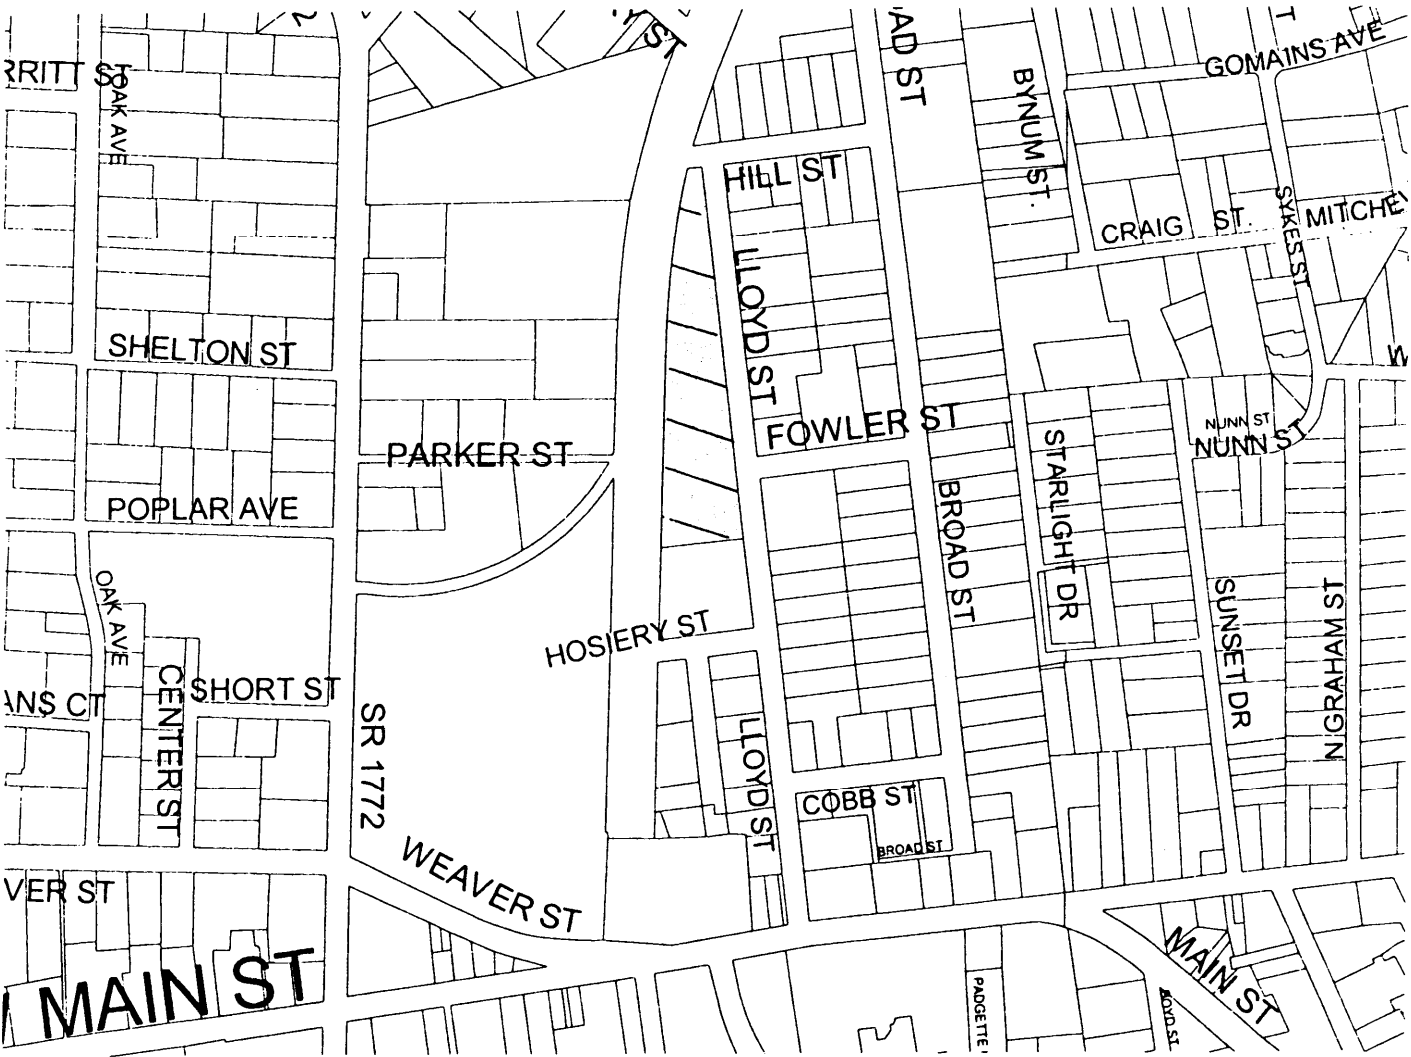 AD ST
GOMAINS AVE
RRITT ST
OAK AVE
BYNUM ST.
HILL ST
SYKES ST
CRAIG ST.
LLOYD ST
SHELTON ST
FOWLER ST
NUNN ST
NUNN ST
PARKER ST
STARLIGHT DR
POPLAR AVE
BROAD ST
OAK AVE
SUNSET DR
N GRAHAM ST
HOSIERY ST
ANS CT
CENTER ST
SHORT ST
SR 1772
LLOYD ST
COBB ST
BROAD ST
WEAVER ST
VER ST
MAIN ST
MAIN ST
PADGETTE